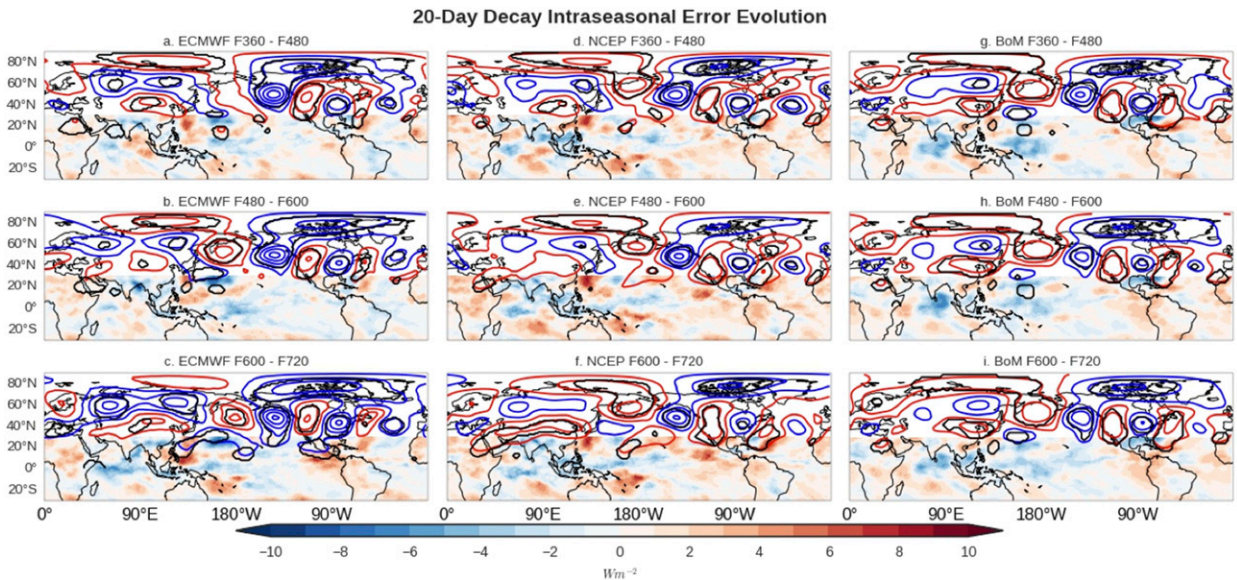 20-Day Decay Intraseasonal Error Evolution
a. ECMWF F360 - F480
d. NCEP F360 - F480
g. BoM F360 - F480
80°N
60°N
40°N
20°N
0°
20°S
b. ECMWF F480 - F600
e. NCEP F480 - F600
h. BoM F480 - F600
80°N
60°N
40°N
20°N
0°
20°S
c. ECMWF F600 - F720
f. NCEP F600 - F720
i. BoM F600 - F720
80°N
60°N
40°N
20°N
0°
20°S
0° 90°E 180°W 90°W 0° 90°E 180°W 90°W 0° 90°E 180°W 90°W
−10 −8 −6 −4 −2 0 2 4 6 8 10
Wm⁻²